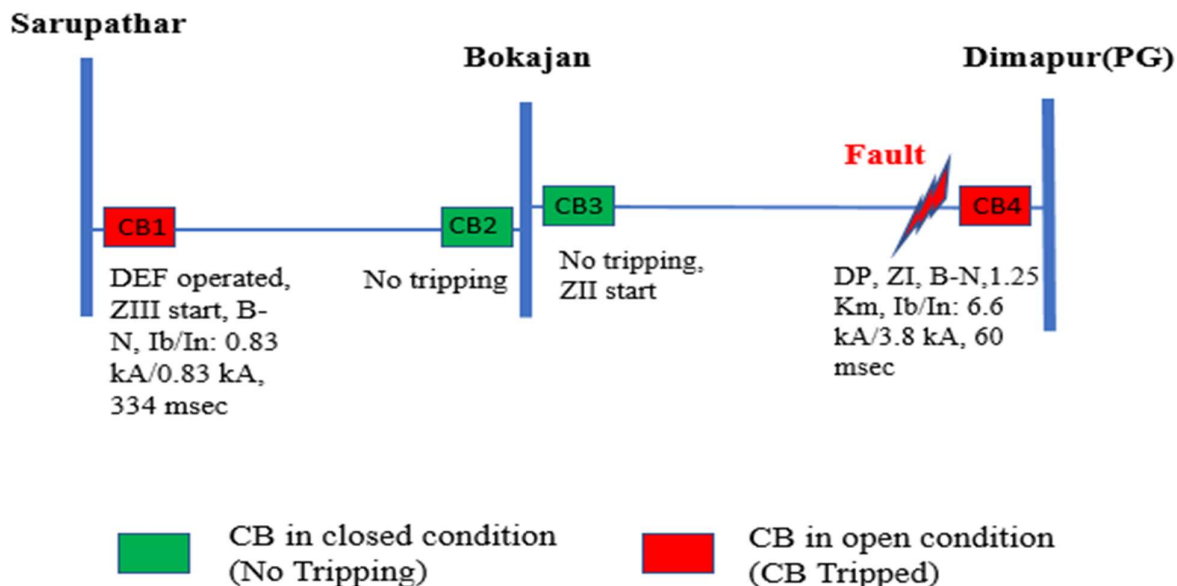 Sarupathar
Bokajan
Dimapur(PG)
Fault
CB1
CB2
CB3
CB4
DEF operated,
ZIII start, B-
N, Ib/In: 0.83
kA/0.83 kA,
334 msec
No tripping
No tripping,
ZII start
DP, ZI, B-N,1.25
Km, Ib/In: 6.6
kA/3.8 kA, 60
msec
CB in closed condition
(No Tripping)
CB in open condition
(CB Tripped)